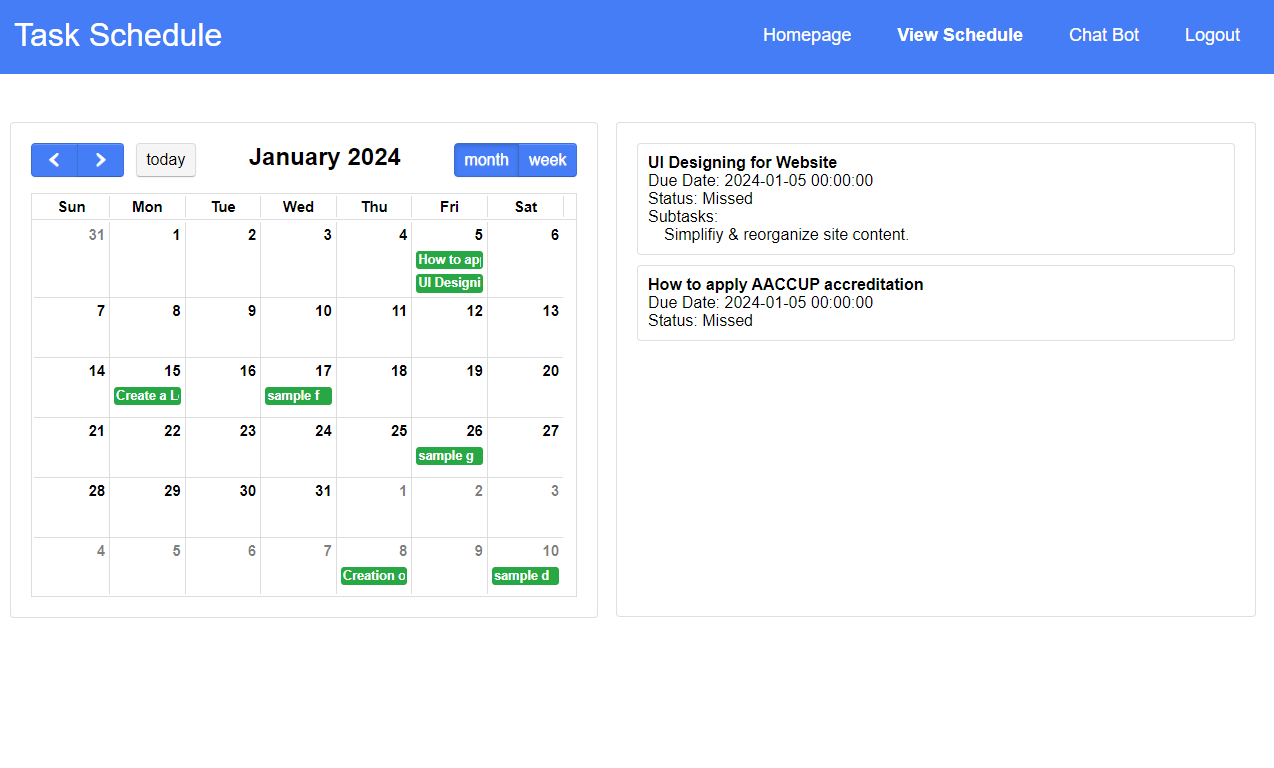 Task Schedule
Homepage View Schedule Chat Bot Logout
today January 2024 month week
Sun Mon Tue Wed Thu Fri Sat
31 1 2 3 4 5 6
How to app
UI Designi
7 8 9 10 11 12 13
14 15 16 17 18 19 20
Create a L sample f
21 22 23 24 25 26 27
sample g
28 29 30 31 1 2 3
4 5 6 7 8 9 10
Creation o sample d
UI Designing for Website
Due Date: 2024-01-05 00:00:00
Status: Missed
Subtasks:
Simplifiy & reorganize site content.
How to apply AACCUP accreditation
Due Date: 2024-01-05 00:00:00
Status: Missed